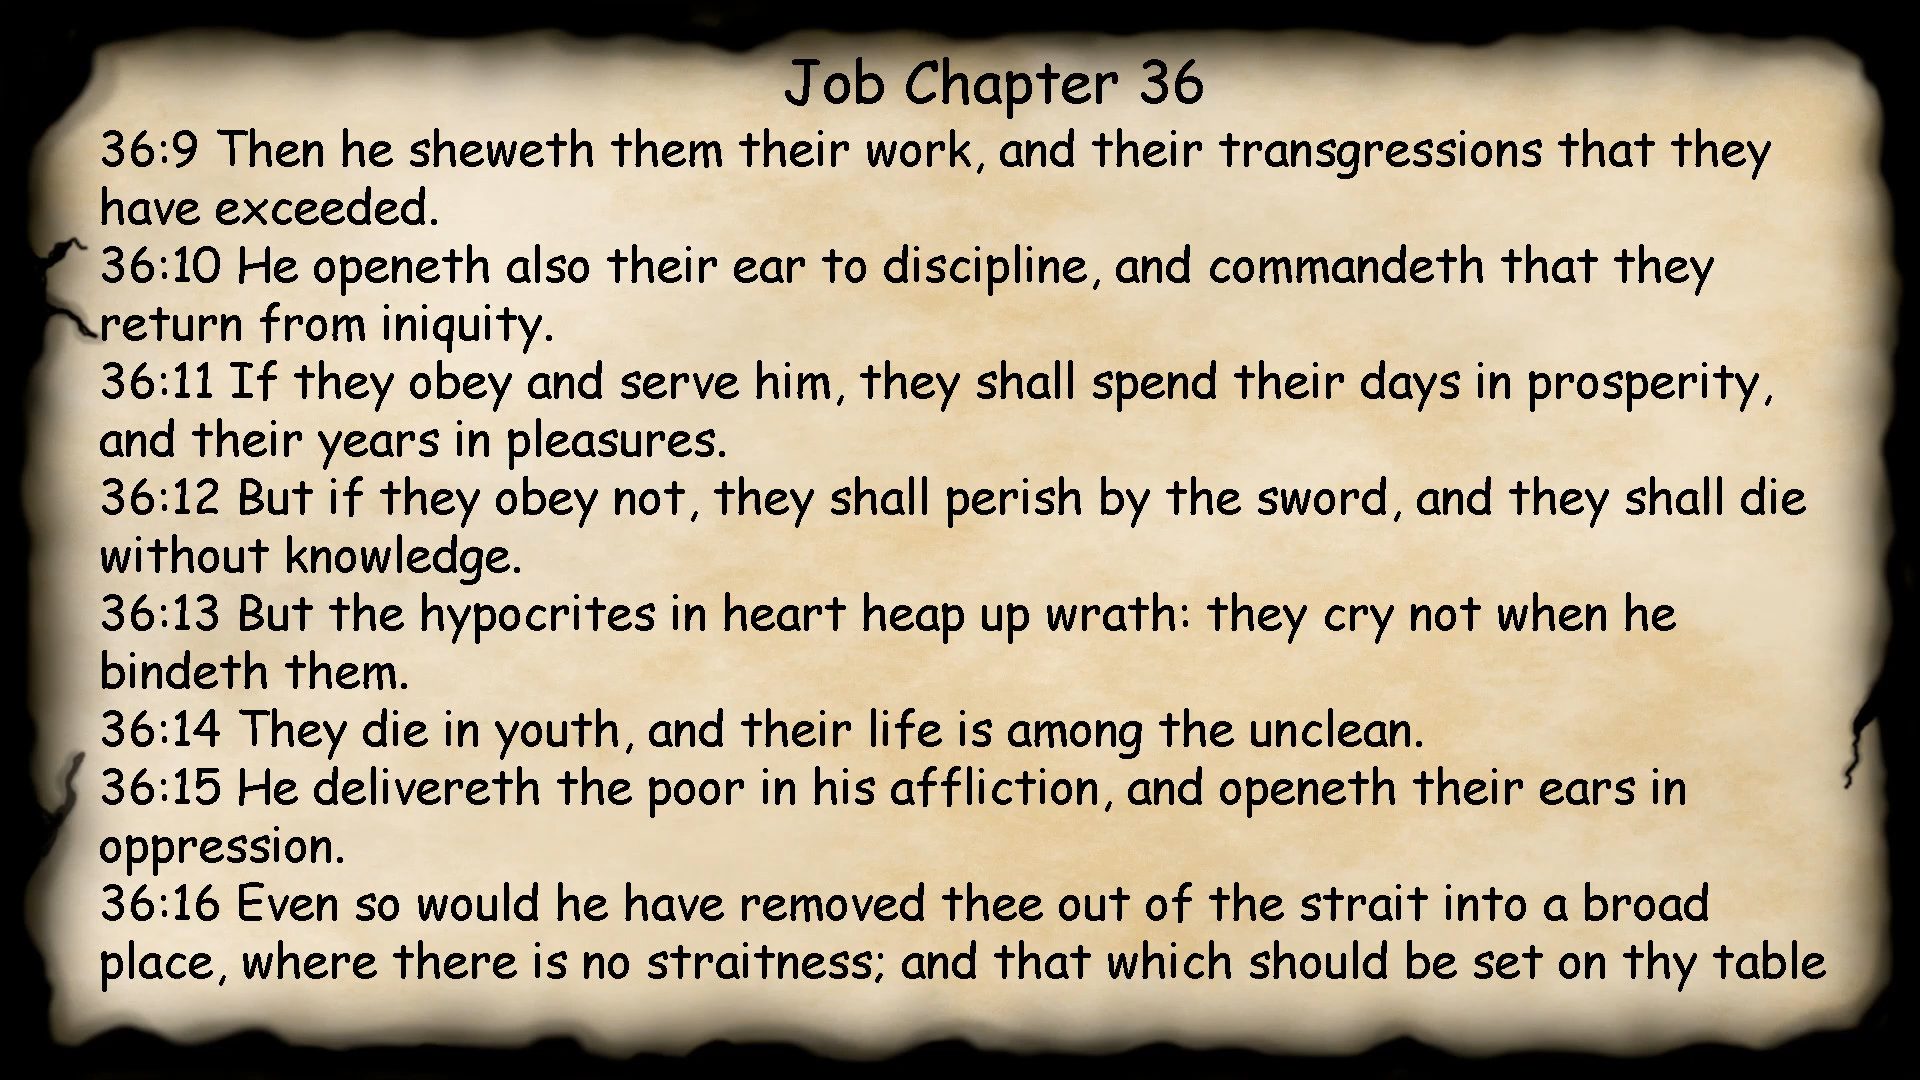 Job Chapter 36
36:9 Then he sheweth them their work, and their transgressions that they
have exceeded.
36:10 He openeth also their ear to discipline, and commandeth that they
return from iniquity.
36:11 If they obey and serve him, they shall spend their days in prosperity,
and their years in pleasures.
36:12 But if they obey not, they shall perish by the sword, and they shall die
without knowledge.
36:13 But the hypocrites in heart heap up wrath: they cry not when he
bindeth them.
36:14 They die in youth, and their life is among the unclean.
36:15 He delivereth the poor in his affliction, and openeth their ears in
oppression.
36:16 Even so would he have removed thee out of the strait into a broad
place, where there is no straitness; and that which should be set on thy table